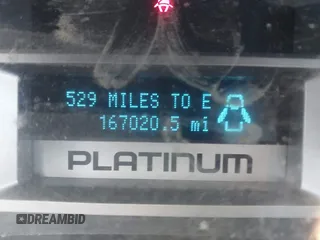 529 MILES TO E
167020.5 mi
PLATINUM
DREAMBID